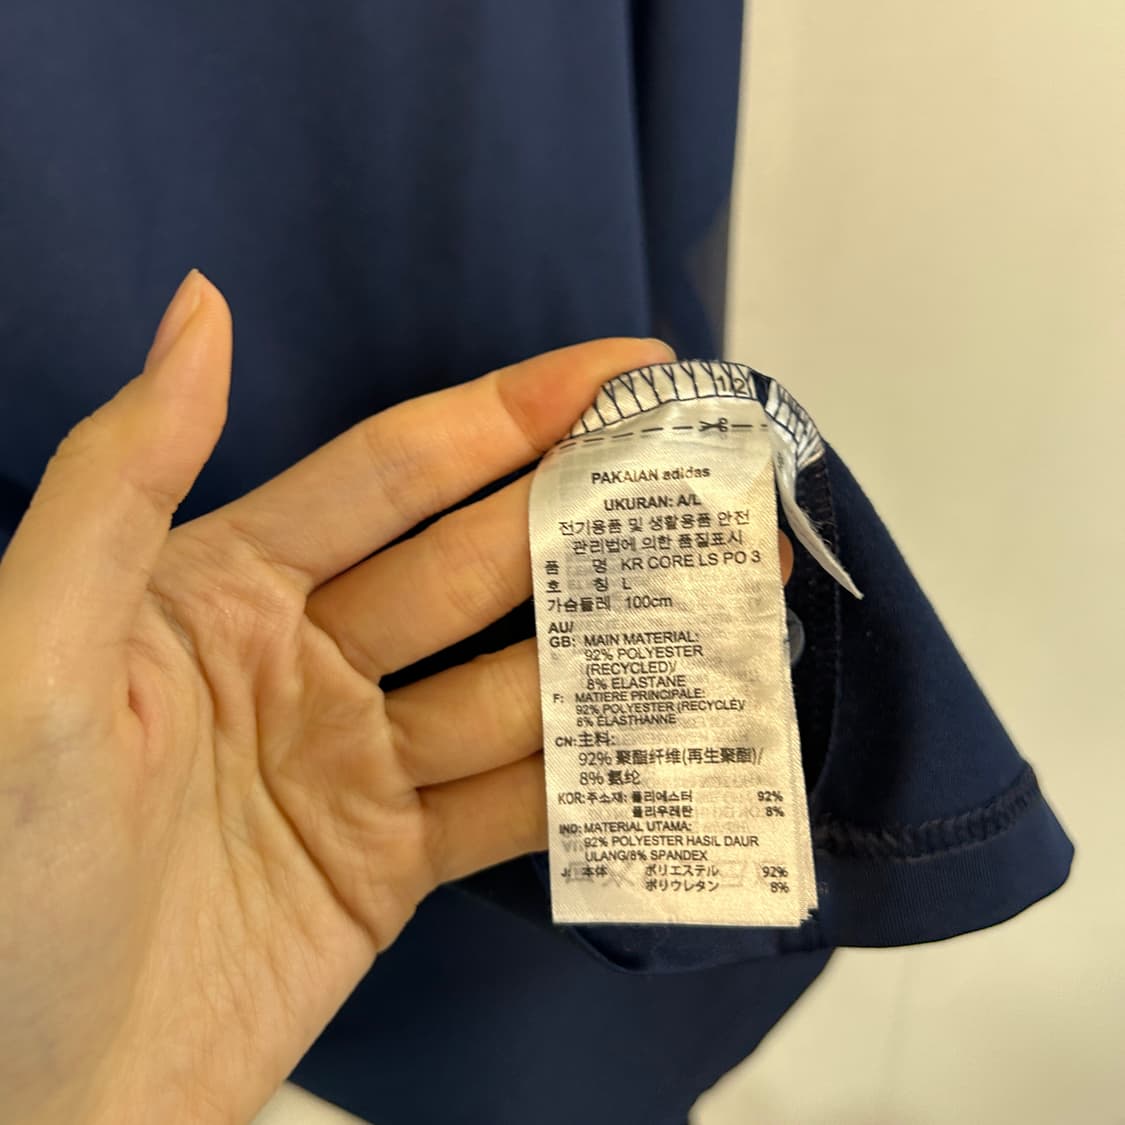 12
PAKAIAN adidas
UKURAN: A/L
전기용품 및 생활용품 안전
관리법에 의한 품질표시
품 명 KR CORE LS PO 3
호 칭 L
가슴둘레 100cm
AU/
GB: MAIN MATERIAL:
92% POLYESTER
(RECYCLED)/
8% ELASTANE
F: MATIERE PRINCIPALE:
92% POLYESTER (RECYCLÉ)/
8% ÉLASTHANNE
CN:主料:
92% 聚酯纤维(再生聚酯)/
8% 氨纶
KOR:주소재: 폴리에스터 92%
폴리우레탄 8%
IND: MATERIAL UTAMA:
92% POLYESTER HASIL DAUR
ULANG/8% SPANDEX
J: 本体 ポリエステル 92%
ポリウレタン 8%